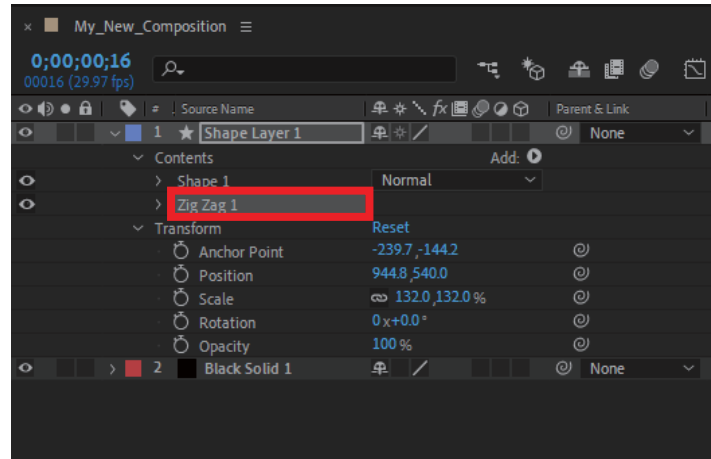 My_New_Composition
0;00;00;16
00016 (29.97 fps)
# Source Name Parent & Link
1 Shape Layer 1 None
Contents Add:
Shape 1 Normal
Zig Zag 1
Transform Reset
Anchor Point -239.7,-144.2
Position 944.8,540.0
Scale 132.0,132.0%
Rotation 0x+0.0°
Opacity 100%
2 Black Solid 1 None